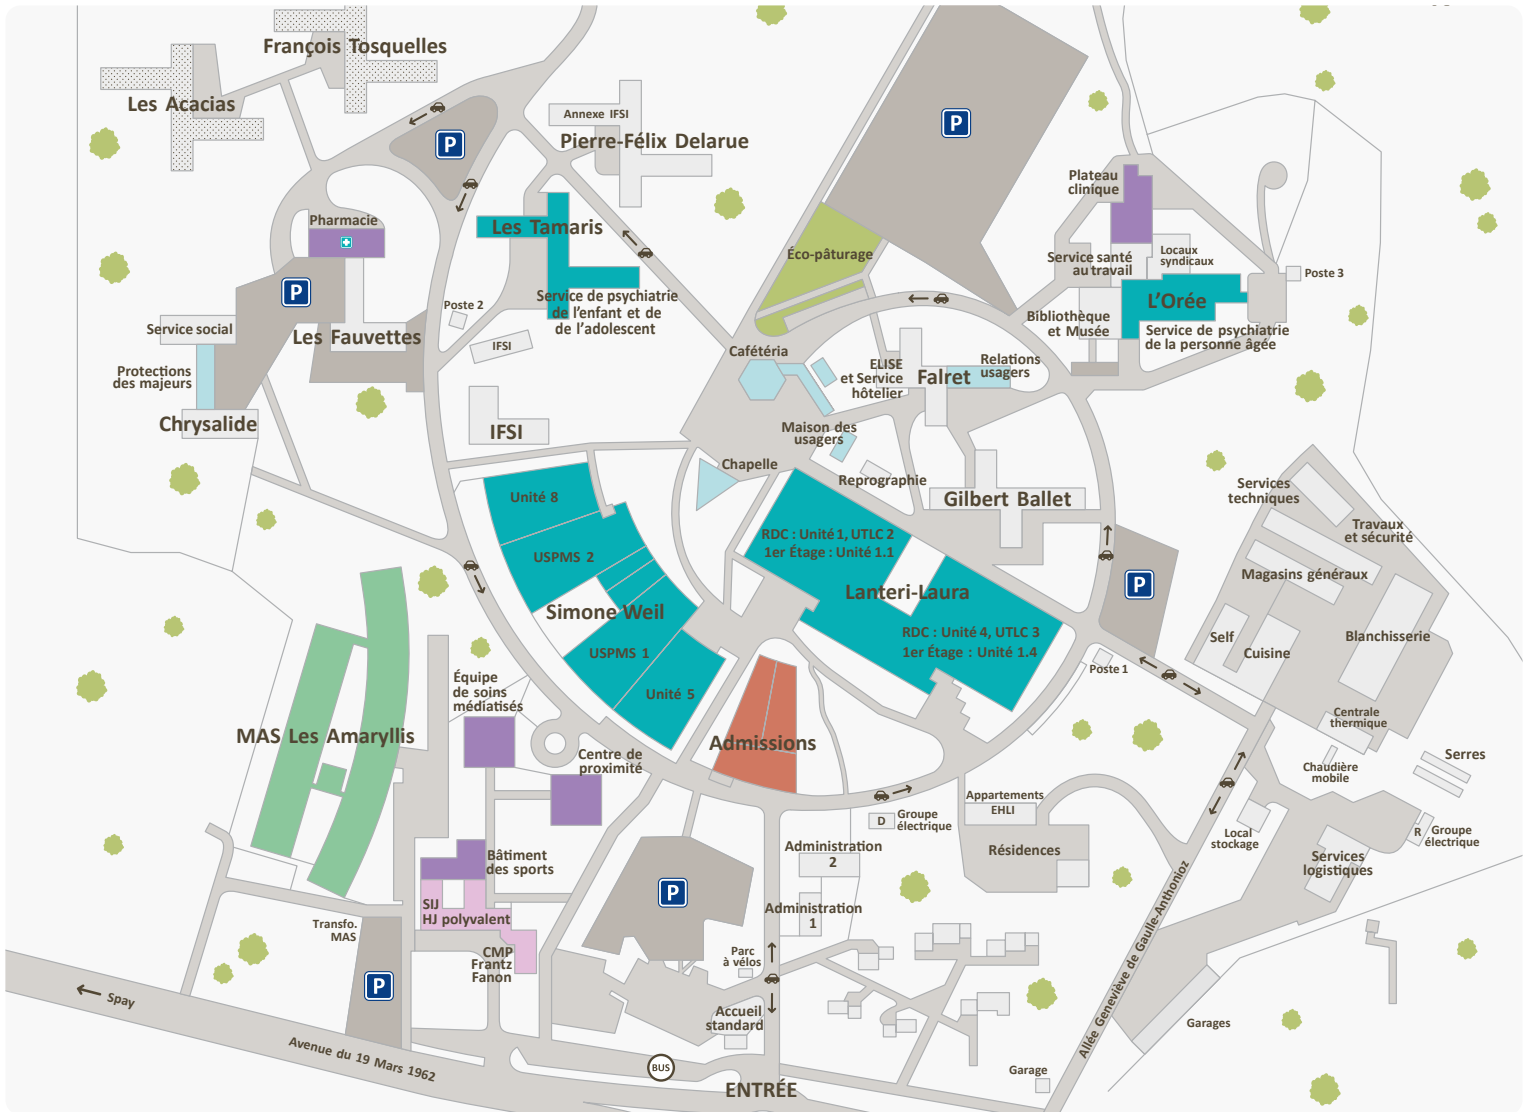 François Tosquelles
Les Acacias
P
Annexe IFSI
Pierre-Félix Delarue
P
Plateau
clinique
Pharmacie
Les Tamaris
Éco-pâturage
Service santé
au travail
Locaux
syndicaux
Poste 3
P
Poste 2
Service de psychiatrie
de l'enfant et de
de l'adolescent
L'Orée
Bibliothèque
et Musée
Service de psychiatrie
de la personne âgée
Service social
Les Fauvettes
IFSI
Cafétéria
ELISE
et Service
hôtelier
Falret
Relations
usagers
Protections
des majeurs
Chrysalide
IFSI
Maison des
usagers
Chapelle
Reprographie
Gilbert Ballet
Services
techniques
Travaux
et sécurité
Unité 8
USPMS 2
RDC : Unité 1, UTLC 2
1er Étage : Unité 1.1
Lanteri-Laura
P
Magasins généraux
Simone Weil
Self
Cuisine
Blanchisserie
USPMS 1
RDC : Unité 4, UTLC 3
1er Étage : Unité 1.4
Poste 1
Unité 5
Équipe
de soins
médiatisés
MAS Les Amaryllis
Admissions
Centrale
thermique
Centre de
proximité
Chaudière
mobile
Serres
Appartements
EHLI
D
Groupe
électrique
R
Groupe
électrique
Local
stockage
Administration
2
Résidences
Bâtiment
des sports
Services
logistiques
P
SIJ
HJ polyvalent
Administration
1
Transfo.
MAS
CMP
Frantz
Fanon
Parc
à vélos
P
Spay
Accueil
standard
Allée Geneviève de Gaulle-Anthonioz
Garages
Avenue du 19 Mars 1962
BUS
Garage
ENTRÉE